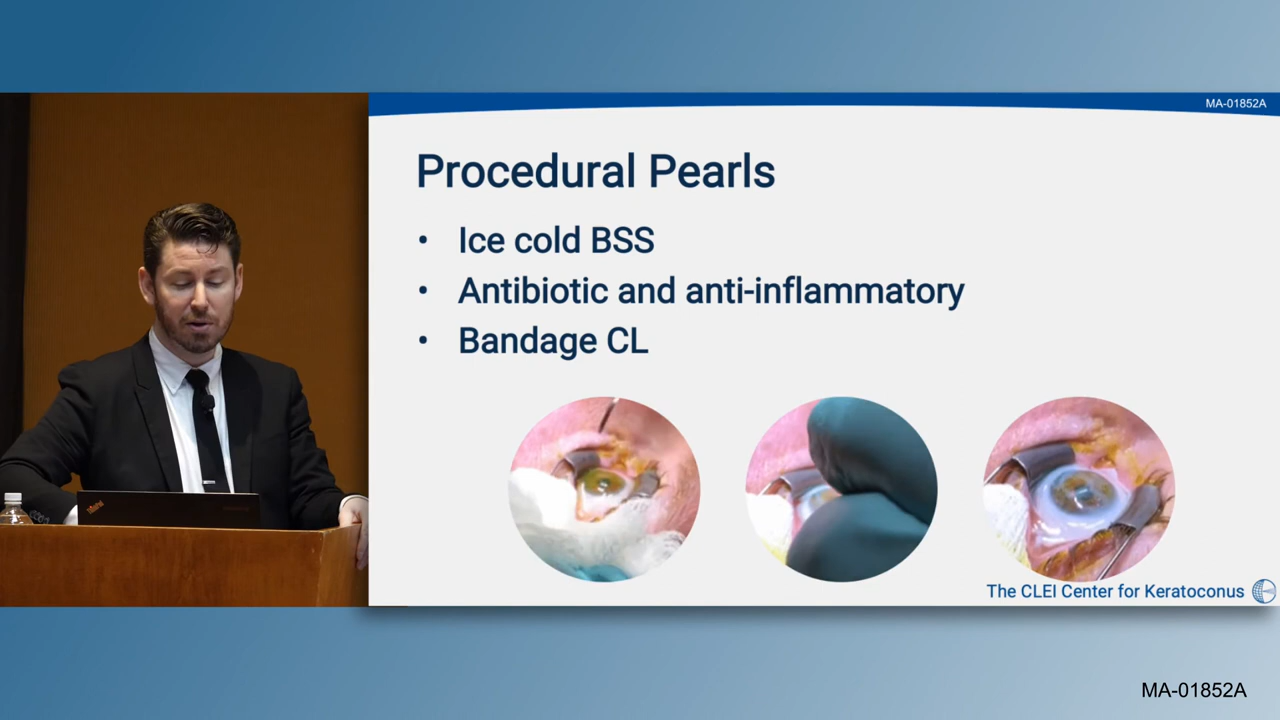 MA-01852A
Procedural Pearls
• Ice cold BSS
• Antibiotic and anti-inflammatory
• Bandage CL
The CLEI Center for Keratoconus
MA-01852A